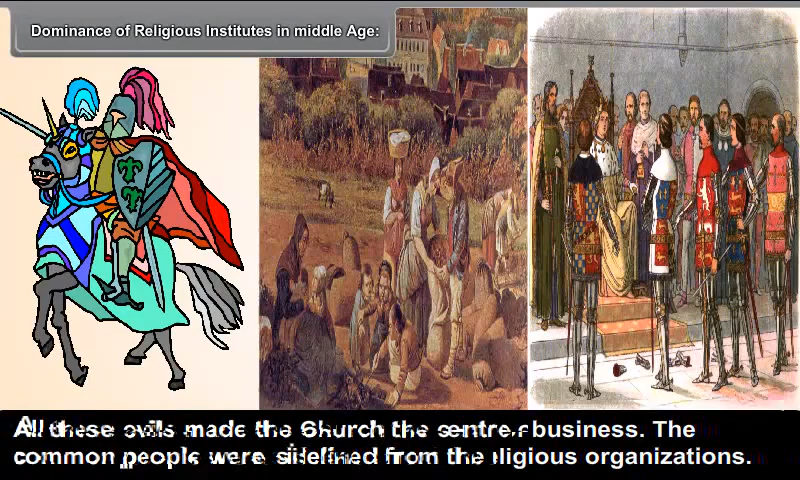 Dominance of Religious Institutes in middle Age:
All these evils made the Church the centre business. The
common people were sidelined from the religious organizations.